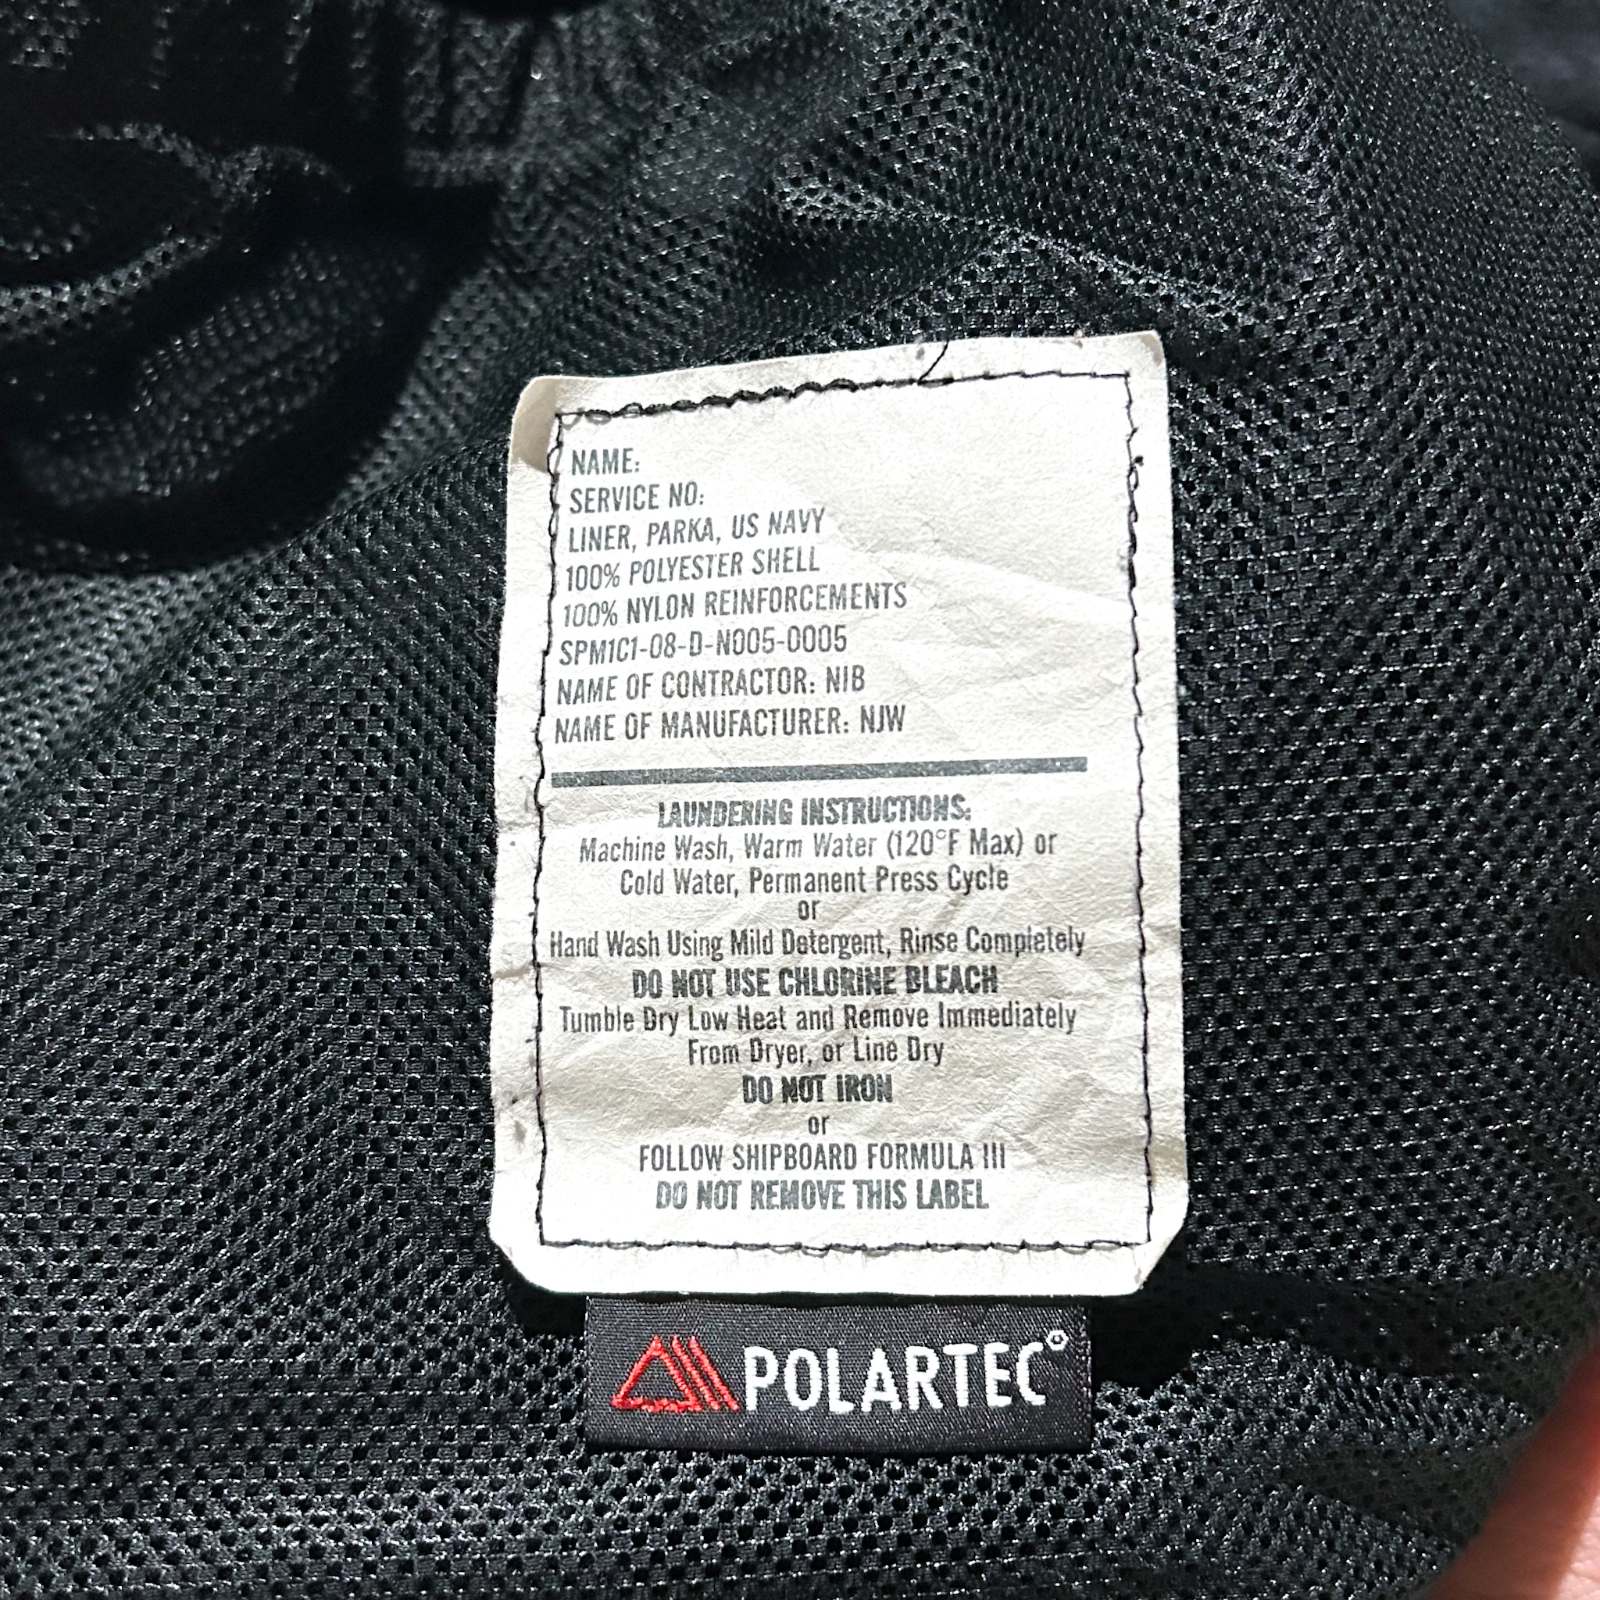 NAME:
SERVICE NO:
LINER, PARKA, US NAVY
100% POLYESTER SHELL
100% NYLON REINFORCEMENTS
SPM1C1-08-D-N005-0005
NAME OF CONTRACTOR: NIB
NAME OF MANUFACTURER: NJW
LAUNDERING INSTRUCTIONS:
Machine Wash, Warm Water (120°F Max) or
Cold Water, Permanent Press Cycle
or
Hand Wash Using Mild Detergent, Rinse Completely
DO NOT USE CHLORINE BLEACH
Tumble Dry Low Heat and Remove Immediately
From Dryer, or Line Dry
DO NOT IRON
or
FOLLOW SHIPBOARD FORMULA III
DO NOT REMOVE THIS LABEL
POLARTEC®